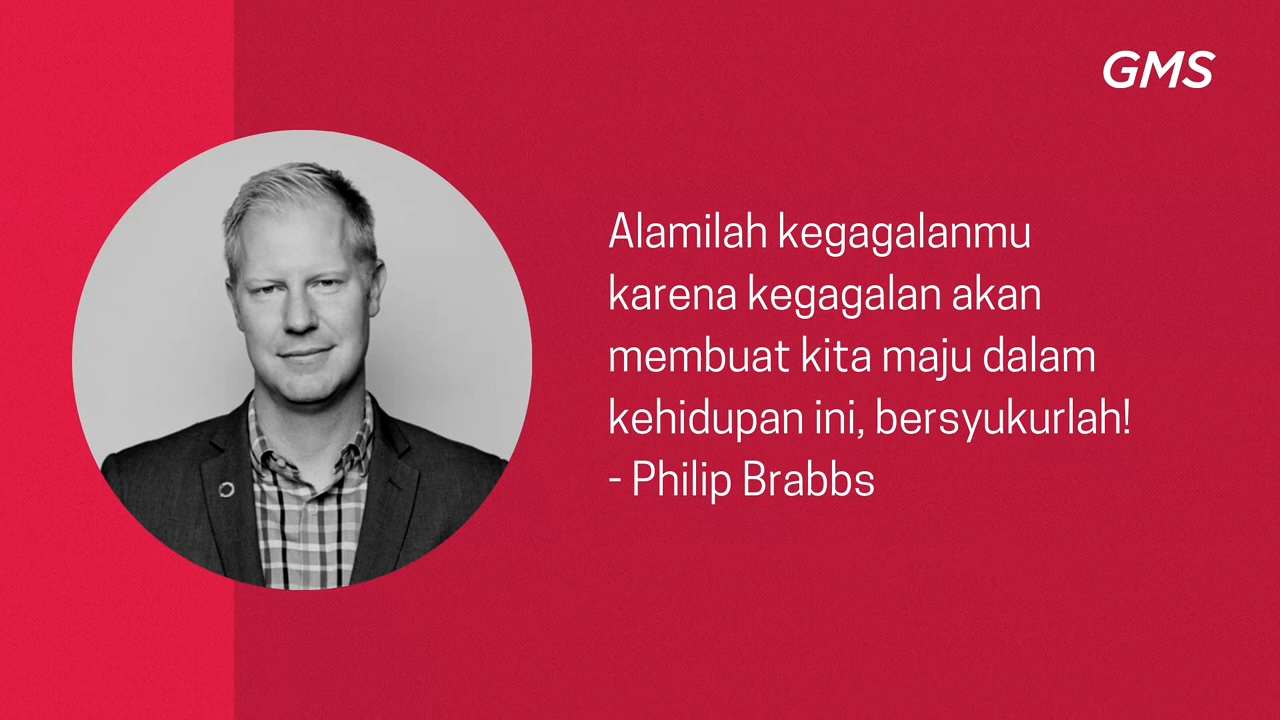 GMS
Alamilah kegagalanmu
karena kegagalan akan
membuat kita maju dalam
kehidupan ini, bersyukurlah!
- Philip Brabbs